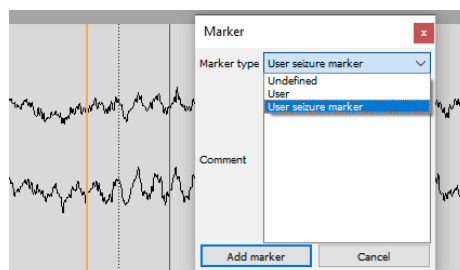 Marker
x
Marker type User seizure marker
Undefined
User
User seizure marker
Comment
Add marker Cancel